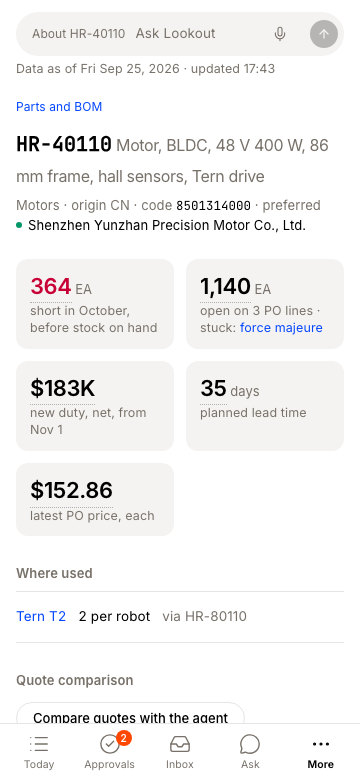 About HR-40110 Ask Lookout
Data as of Fri Sep 25, 2026 · updated 17:43
Parts and BOM
HR-40110 Motor, BLDC, 48 V 400 W, 86
mm frame, hall sensors, Tern drive
Motors · origin CN · code 8501314000 · preferred
Shenzhen Yunzhan Precision Motor Co., Ltd.
364 EA
short in October,
before stock on hand
1,140 EA
open on 3 PO lines ·
stuck: force majeure
$183K
new duty, net, from
Nov 1
35 days
planned lead time
$152.86
latest PO price, each
Where used
Tern T2 2 per robot via HR-80110
Quote comparison
Compare quotes with the agent
2
Today Approvals Inbox Ask More